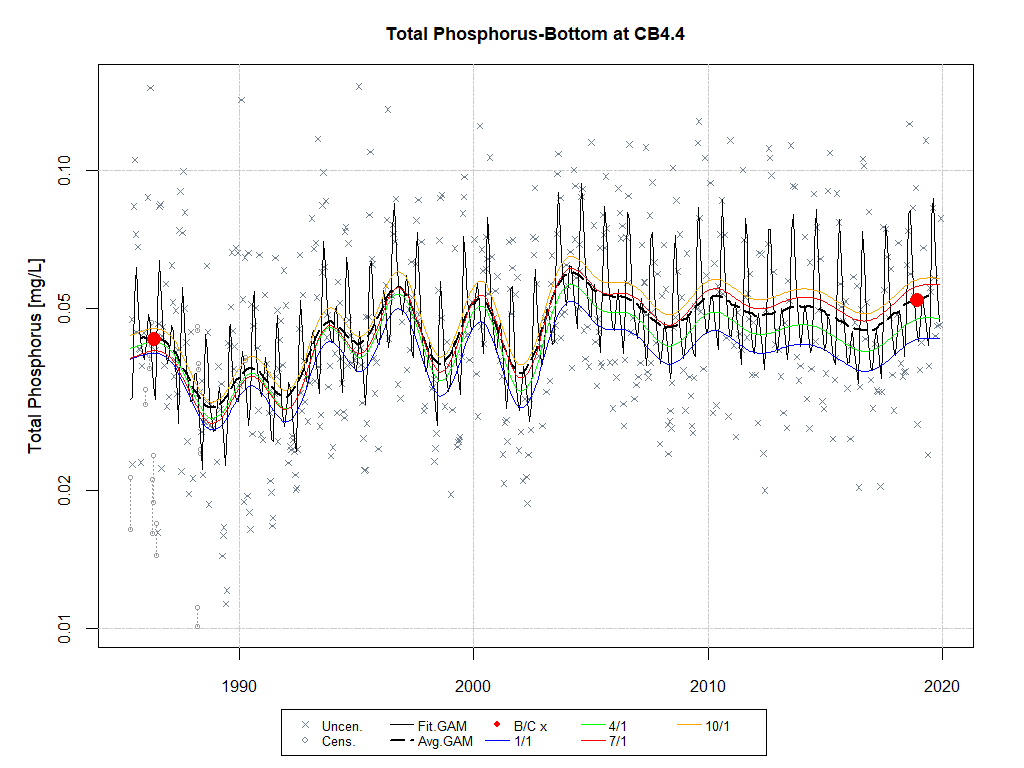 Total Phosphorus-Bottom at CB4.4
Total Phosphorus [mg/L]
0.10
0.05
0.02
0.01
1990 2000 2010 2020
Uncen. Fit.GAM B/C x 4/1 10/1
Cens. Avg.GAM 1/1 7/1